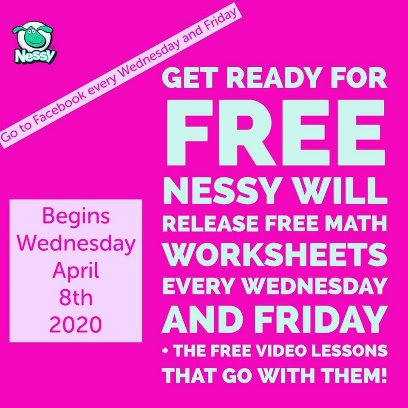 Nessy
Go to Facebook every Wednesday and Friday
GET READY FOR
FREE
NESSY WILL
RELEASE FREE MATH
WORKSHEETS
EVERY WEDNESDAY
AND FRIDAY
+ THE FREE VIDEO LESSONS
THAT GO WITH THEM!
Begins
Wednesday
April
8th
2020